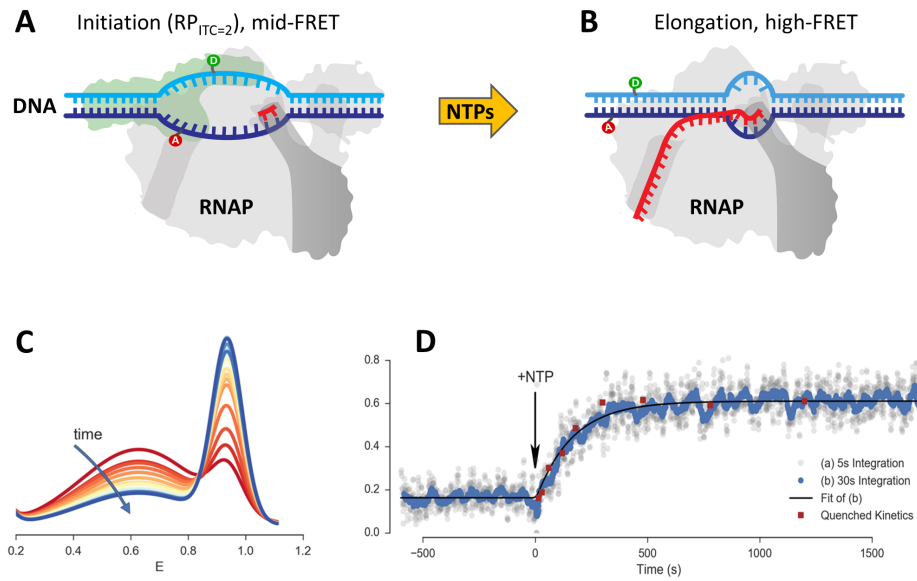 A
Initiation (RP_ITC=2), mid-FRET
B
Elongation, high-FRET
D
DNA
A
RNAP
NTPs
D
A
RNAP
C
time
0.2 0.4 0.6 0.8 1.0 1.2
E
D
0.8
0.6
0.4
0.2
0.0
+NTP
(a) 5s Integration
(b) 30s Integration
Fit of (b)
Quenched Kinetics
−500 0 500 1000 1500
Time (s)